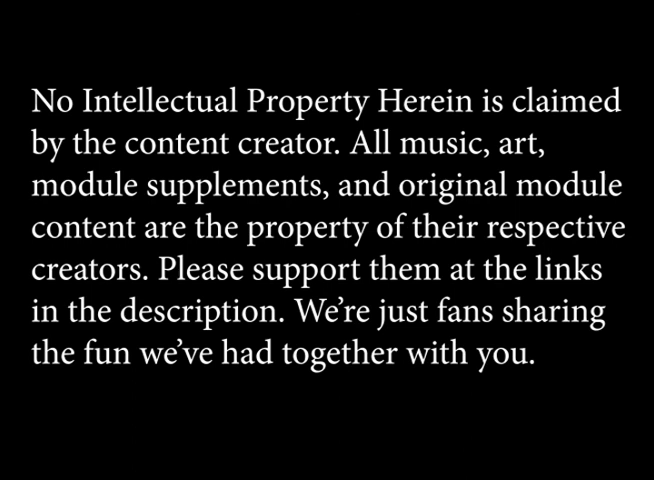 No Intellectual Property Herein is claimed
by the content creator. All music, art,
module supplements, and original module
content are the property of their respective
creators. Please support them at the links
in the description. We’re just fans sharing
the fun we’ve had together with you.